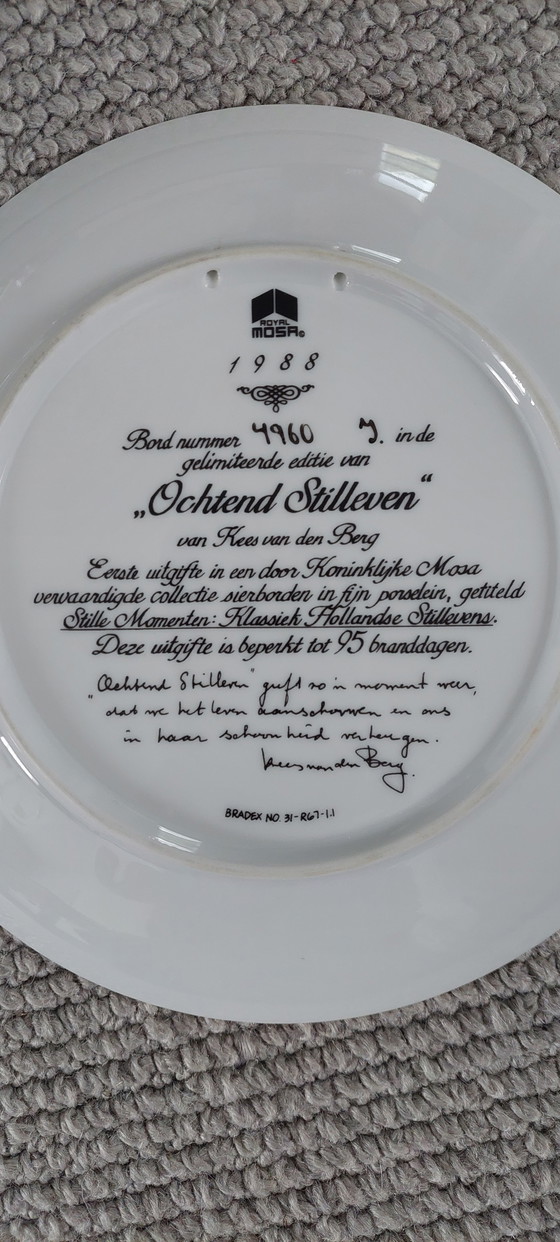 ROYAL
MOSA©
1988
Bord nummer 4960 J. in de
gelimiteerde editie van
„Ochtend Stilleven“
van Kees van den Berg
Eerste uitgifte in een door Koninklijke Mosa
vervaardigde collectie sierborden in fijn porselein, getiteld
Stille Momenten: Klassiek Hollandse Stillevens.
Deze uitgifte is beperkt tot 95 branddagen.
"Ochtend Stilleven" geeft zo'n moment weer,
dat we het leven aanschouwen en ons
in haar schoonheid verheugen.
Kees van den Berg.
BRADEX NO. 31-R67-1.1